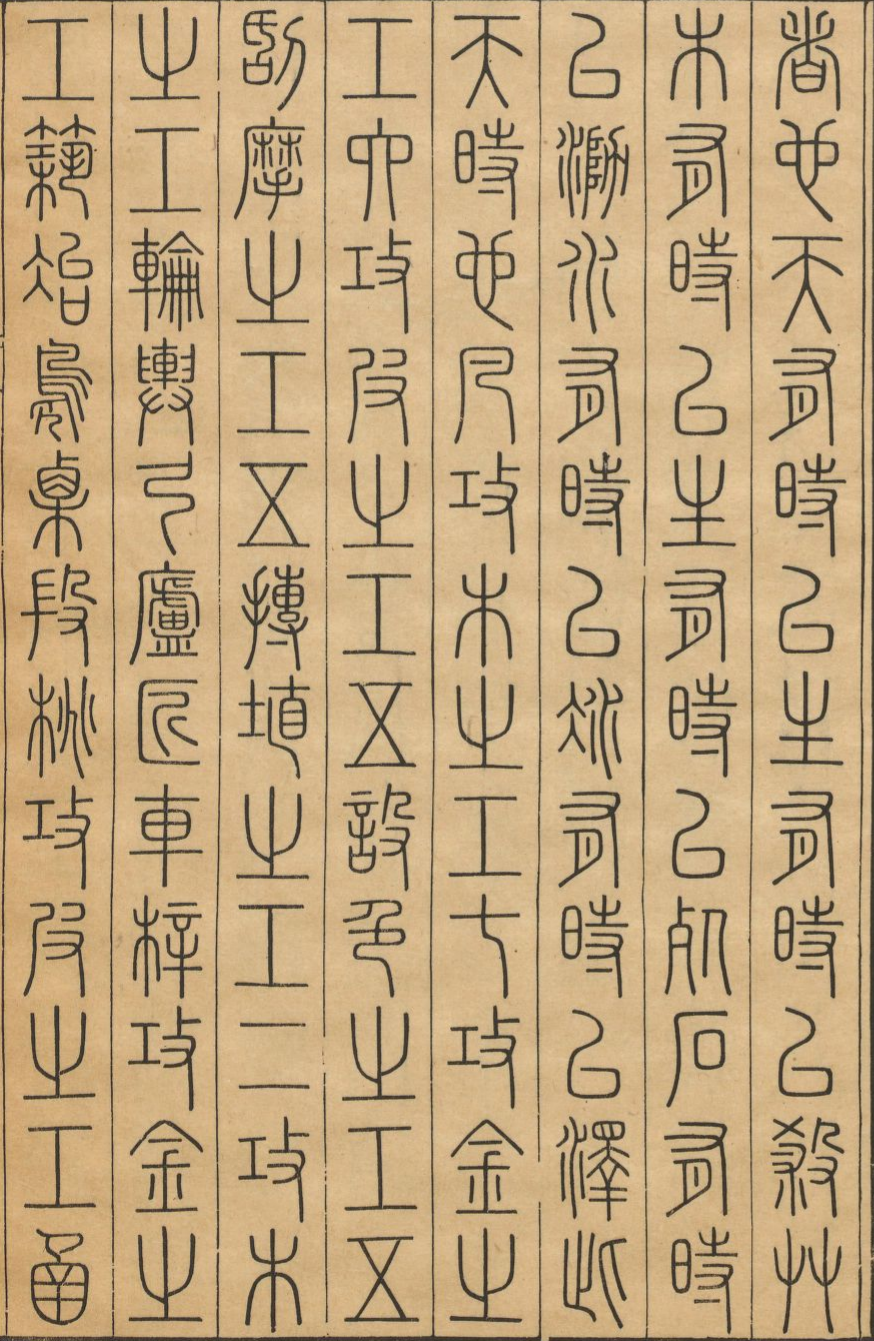 者也天有時以生有時以殺艸
木有時以生有時以死石有時
以泐水有時以冰有時以澤此
天時也凡攻木之工七攻金之
工六攻皮之工五設色之工五
刮摩之工五搏埴之工二攻木
之工輪輿弓廬匠車梓攻金之
工築冶鳧㮚段桃攻皮之工函